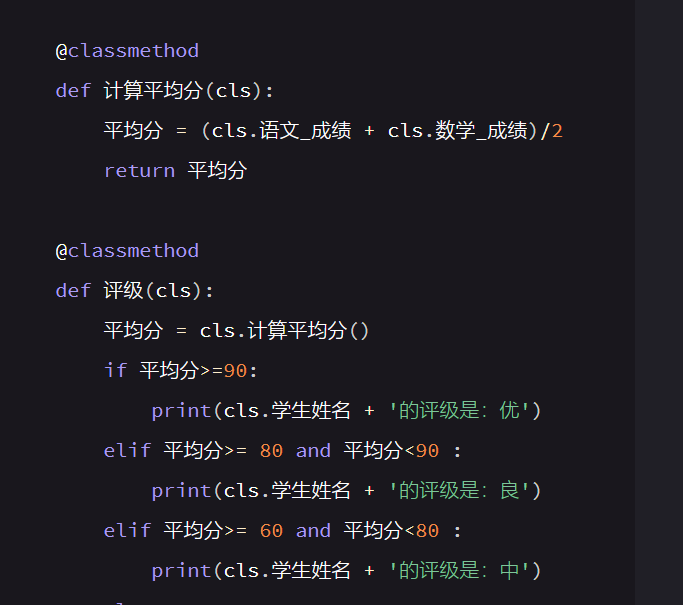 @classmethod
def 计算平均分(cls):
平均分 = (cls.语文_成绩 + cls.数学_成绩)/2
return 平均分
@classmethod
def 评级(cls):
平均分 = cls.计算平均分()
if 平均分>=90:
print(cls.学生姓名 + '的评级是：优')
elif 平均分>= 80 and 平均分<90 :
print(cls.学生姓名 + '的评级是：良')
elif 平均分>= 60 and 平均分<80 :
print(cls.学生姓名 + '的评级是：中')